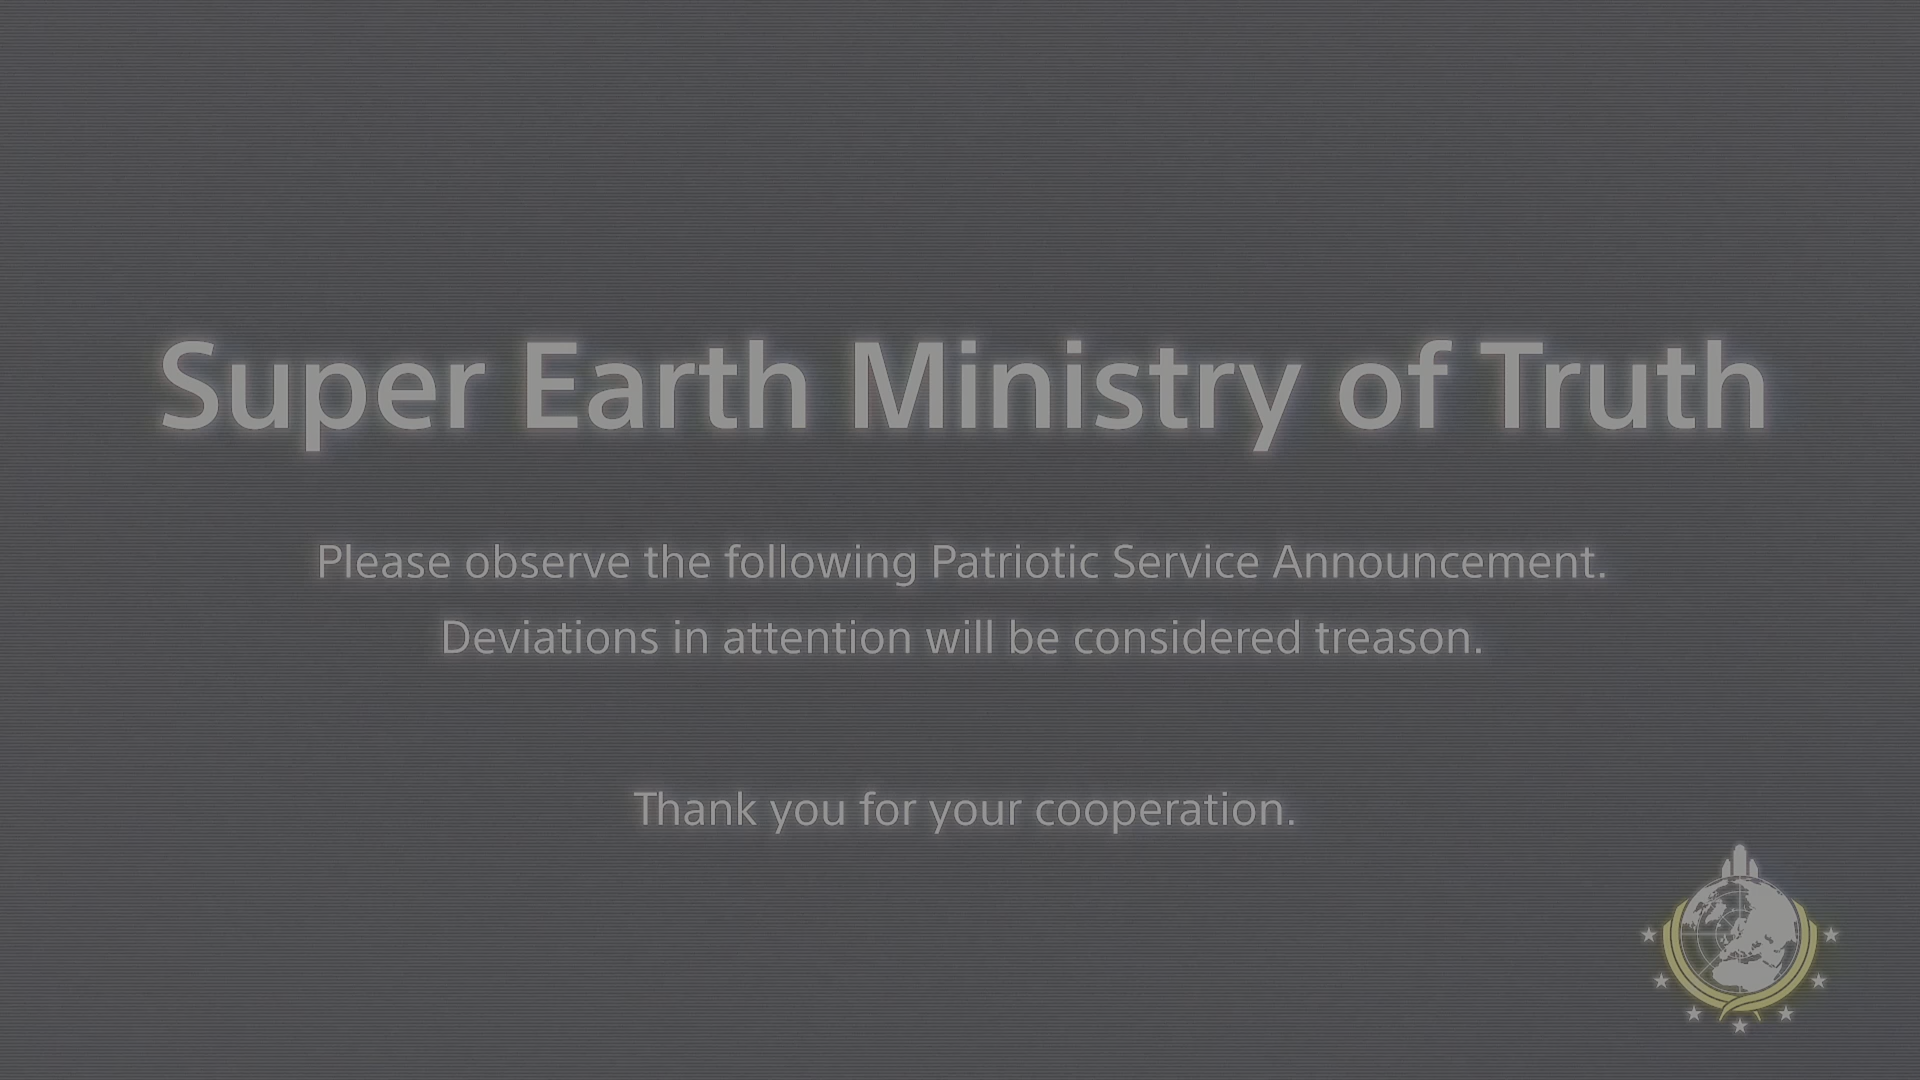 Super Earth Ministry of Truth
Please observe the following Patriotic Service Announcement.
Deviations in attention will be considered treason.
Thank you for your cooperation.